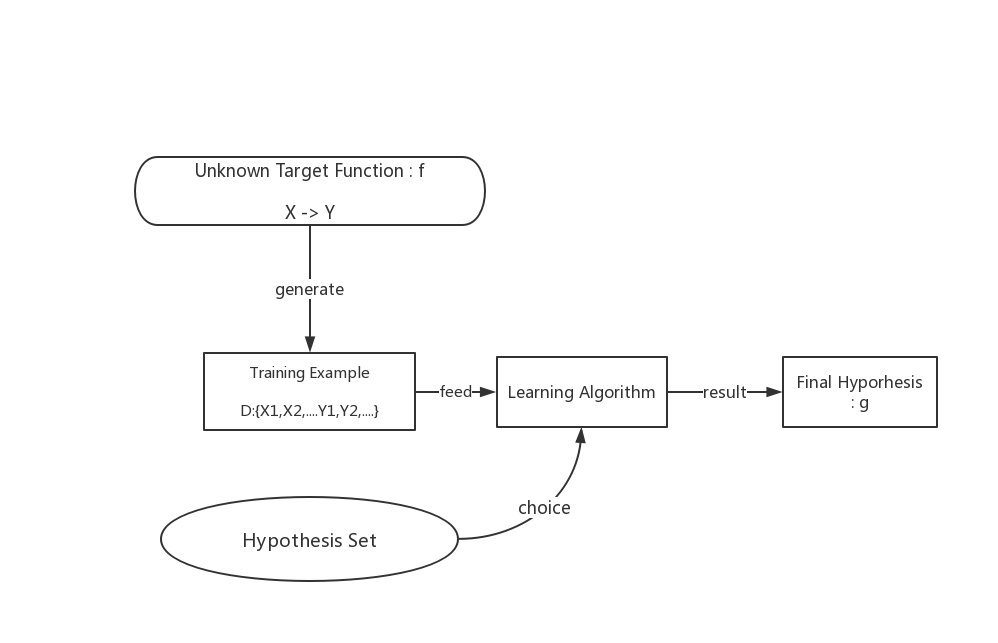 Unknown Target Function : f
X -> Y
generate
Training Example
D:{X1,X2,....Y1,Y2,....}
feed
Learning Algorithm
result
Final Hyporhesis
: g
choice
Hypothesis Set